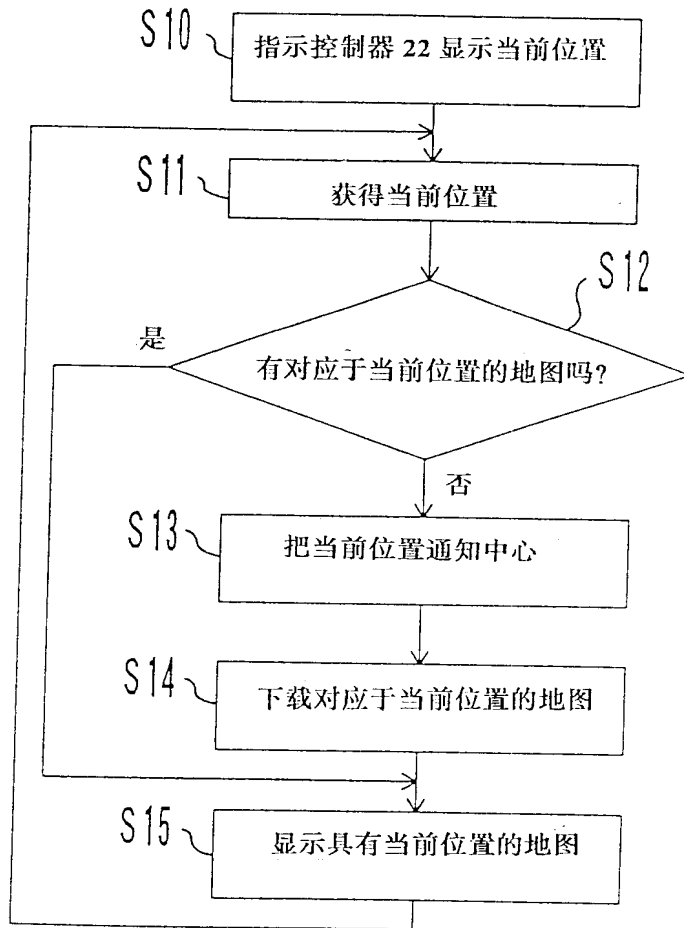 S10
指示控制器 22 显示当前位置
S11
获得当前位置
S12
是
有对应于当前位置的地图吗?
否
S13
把当前位置通知中心
S14
下载对应于当前位置的地图
S15
显示具有当前位置的地图